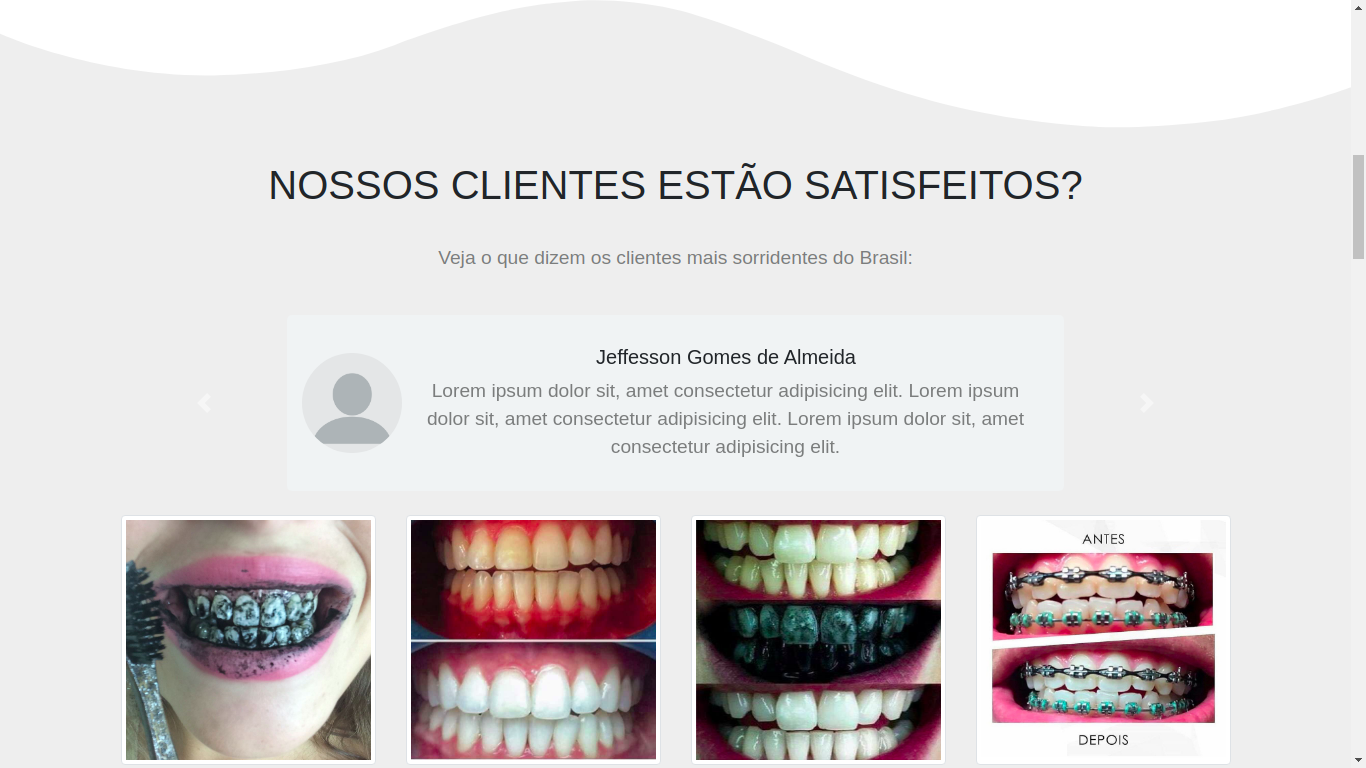 NOSSOS CLIENTES ESTÃO SATISFEITOS?
Veja o que dizem os clientes mais sorridentes do Brasil:
Jeffesson Gomes de Almeida
Lorem ipsum dolor sit, amet consectetur adipisicing elit. Lorem ipsum
dolor sit, amet consectetur adipisicing elit. Lorem ipsum dolor sit, amet
consectetur adipisicing elit.
ANTES
DEPOIS